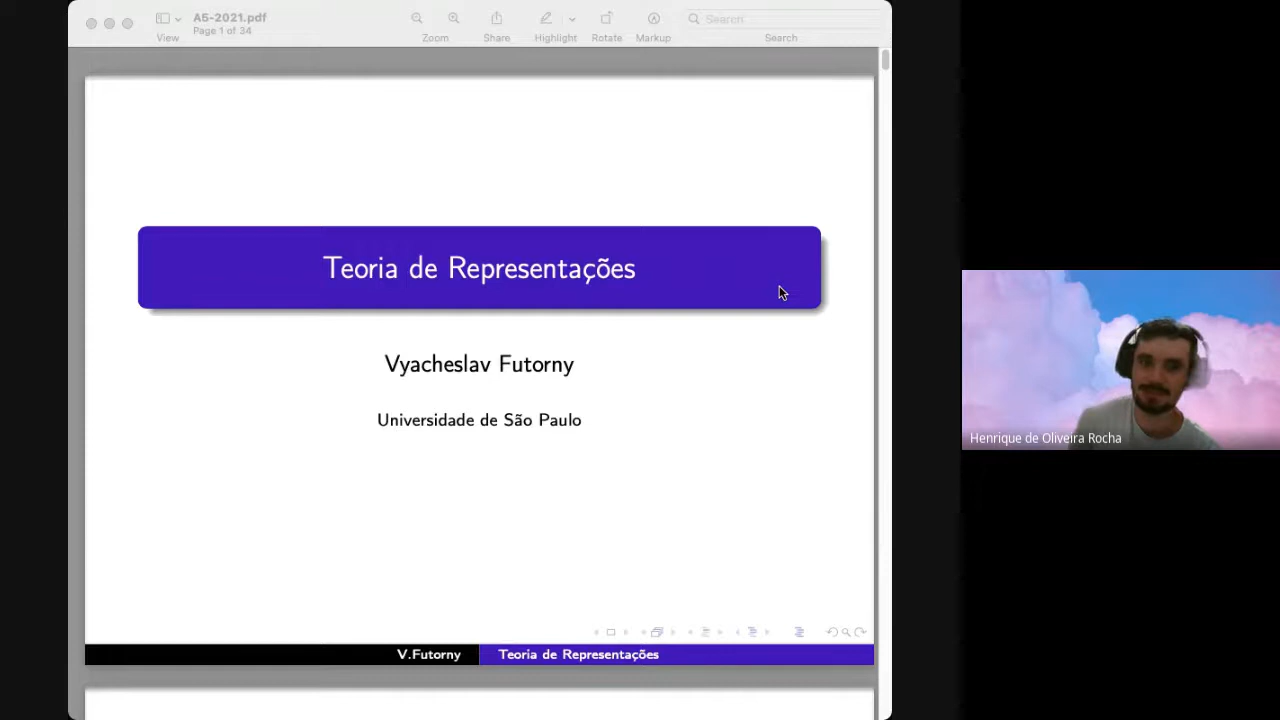 A5-2021.pdf
Page 1 of 34
View
Zoom
Share
Highlight
Rotate
Markup
Search
Search
Teoria de Representações
Vyacheslav Futorny
Universidade de São Paulo
V.Futorny
Teoria de Representações
Henrique de Oliveira Rocha